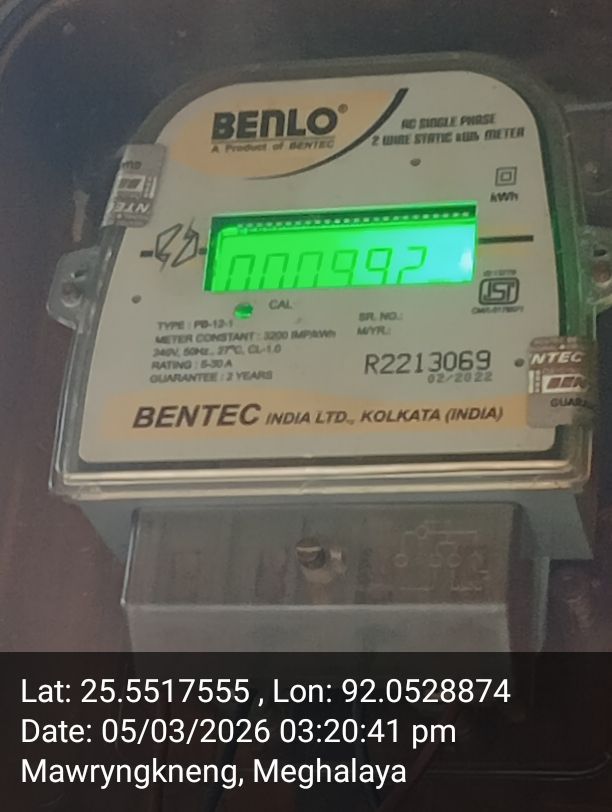 BENLO®
A Product of BENTEC
AC SINGLE PHASE
2 WIRE STATIC kWh METER
kWh
000992
CAL
TYPE : PB-12-1
METER CONSTANT : 3200 IMP/kWh
240V, 50Hz., 27°C, CL-1.0
RATING : 5-30 A
GUARANTEE : 2 YEARS
SR. NO.:
M/YR.:
R2213069
02/2022
NTEC
GUARA
BENTEC INDIA LTD., KOLKATA (INDIA)
Lat: 25.5517555 , Lon: 92.0528874
Date: 05/03/2026 03:20:41 pm
Mawryngkneng, Meghalaya